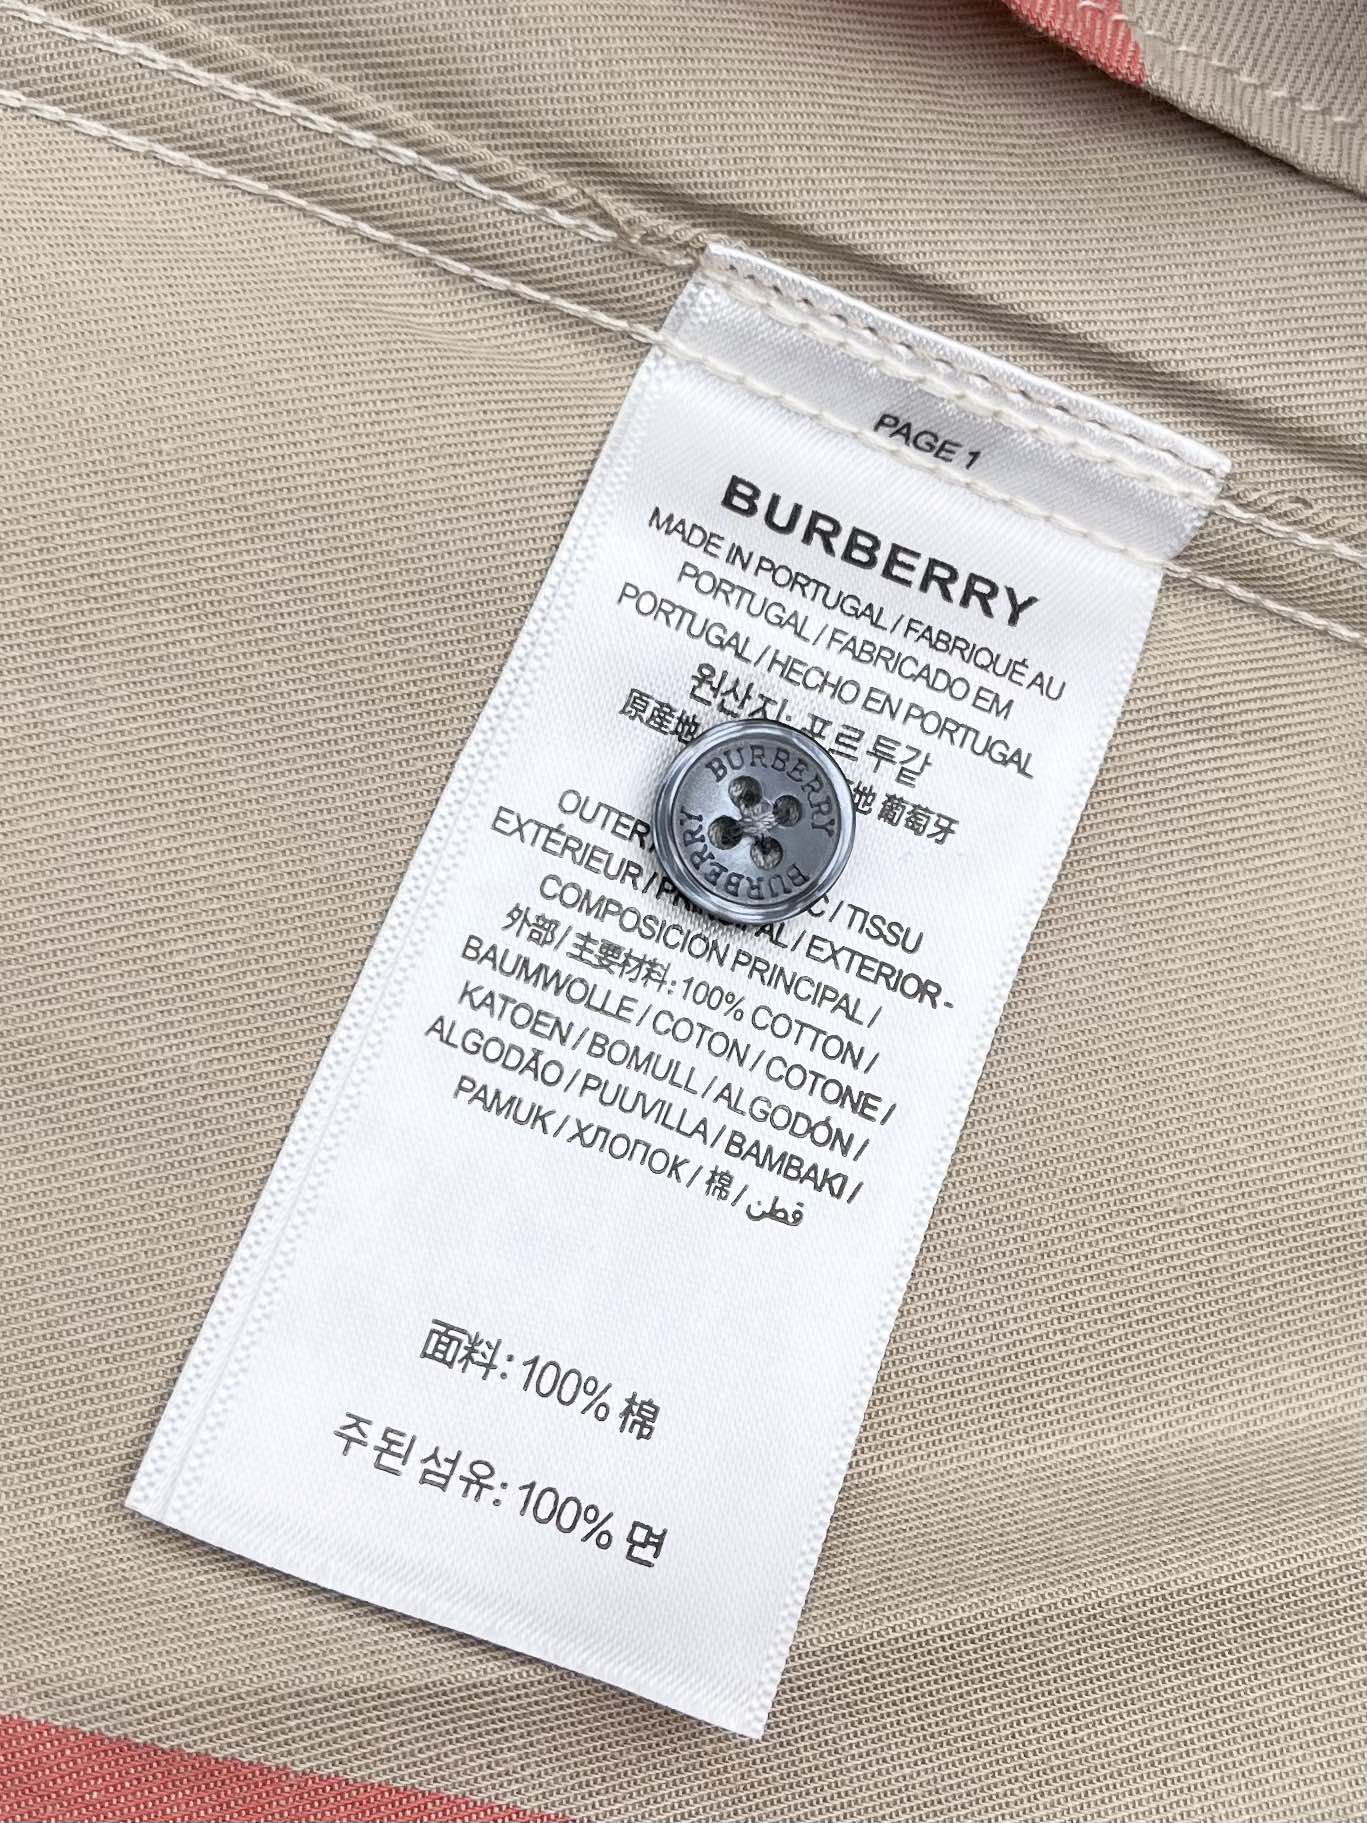 PAGE 1
BURBERRY
MADE IN PORTUGAL / FABRIQUÉ AU
PORTUGAL / FABRICADO EM
PORTUGAL / HECHO EN PORTUGAL
원산지: 포르투갈
原産地 葡萄牙
BURBERRY
BURBERRY
OUTER / TISSU
EXTÉRIEUR / / EXTERIOR -
COMPOSICIÓN PRINCIPAL /
外部 / 主要材料: 100% COTTON /
BAUMWOLLE / COTON / COTONE /
KATOEN / BOMULL / ALGODÓN /
ALGODÃO / PUUVILLA / BAMBAKI /
PAMUK / ХЛОПОК / 棉 / قطن
面料: 100% 棉
주된 섬유: 100% 면